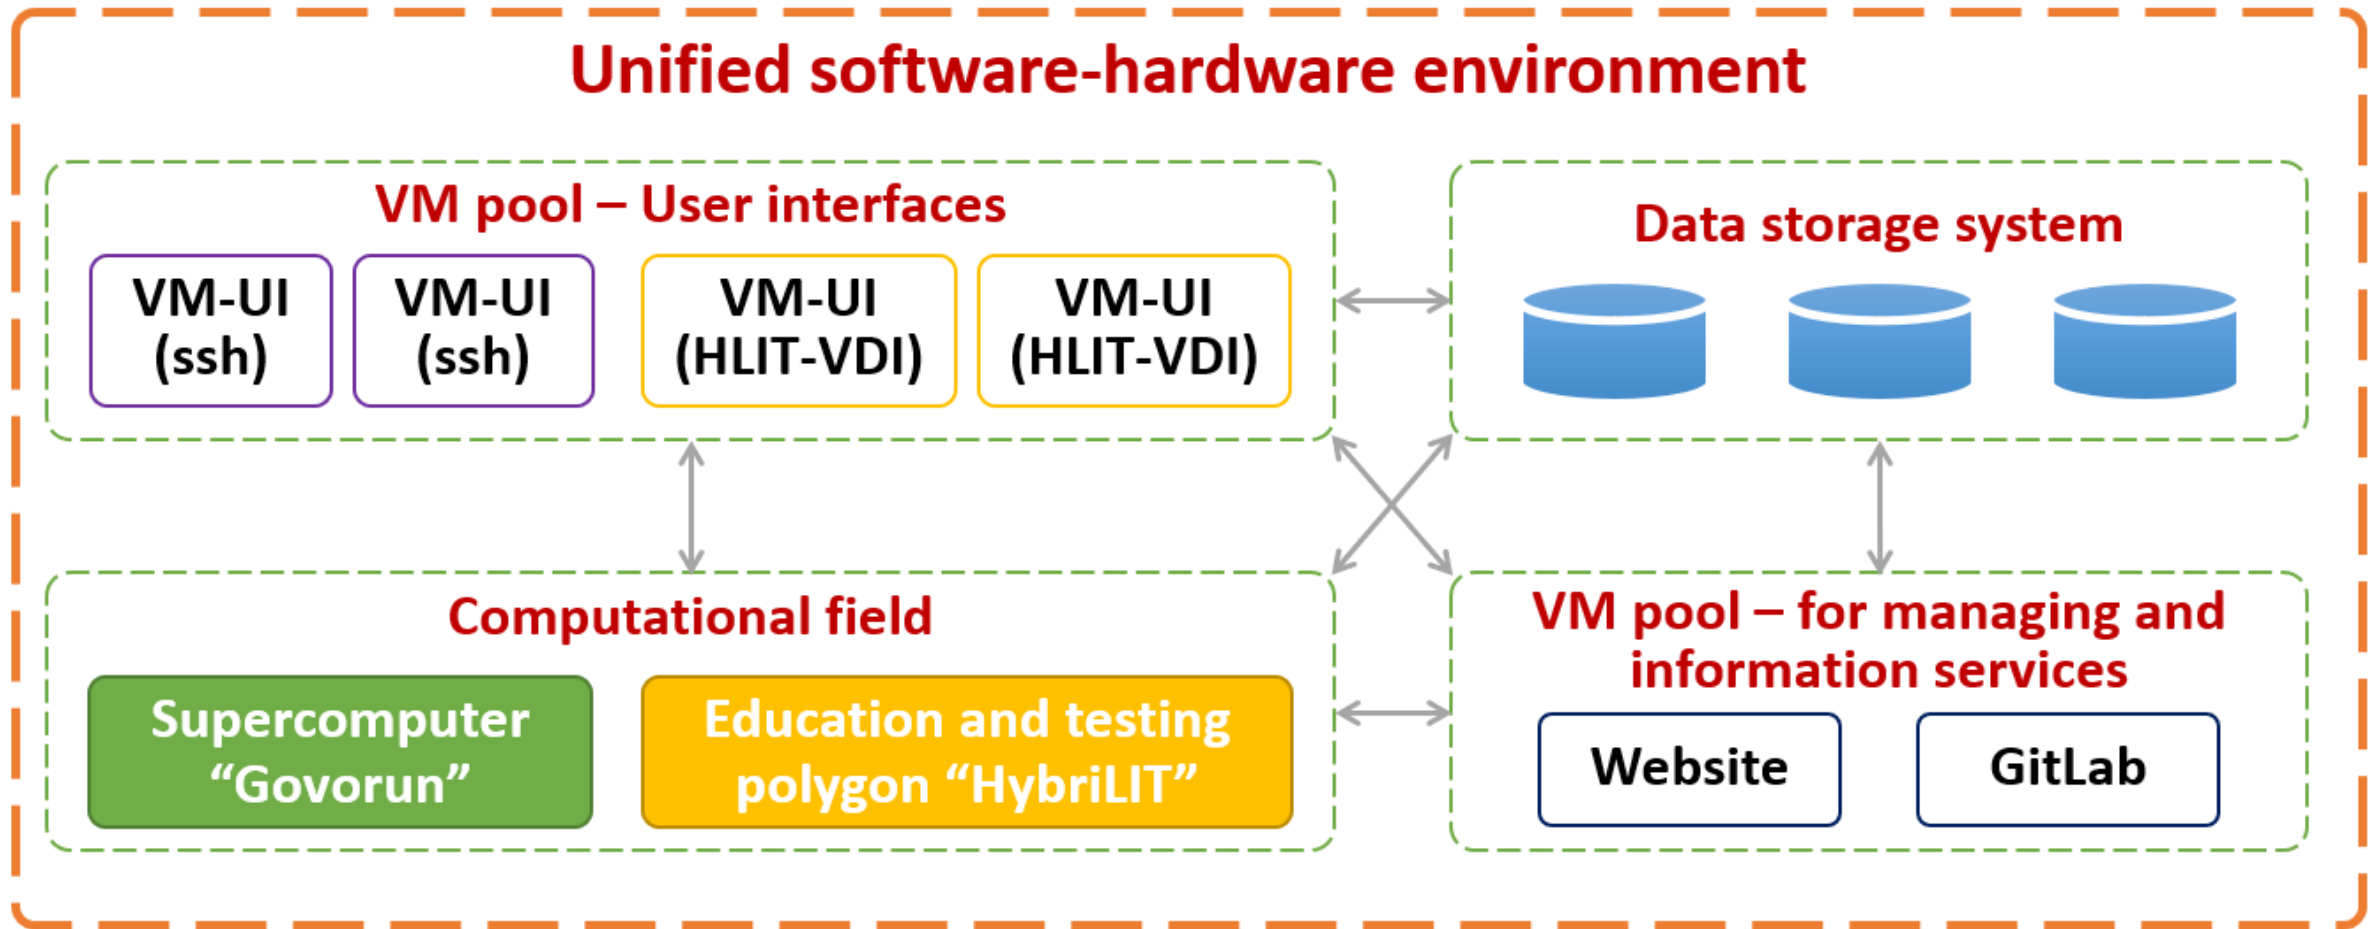 Unified software-hardware environment
VM pool – User interfaces
VM-UI
(ssh)
VM-UI
(ssh)
VM-UI
(HLIT-VDI)
VM-UI
(HLIT-VDI)
Data storage system
Computational field
Supercomputer
“Govorun”
Education and testing
polygon “HybriLIT”
VM pool – for managing and
information services
Website
GitLab